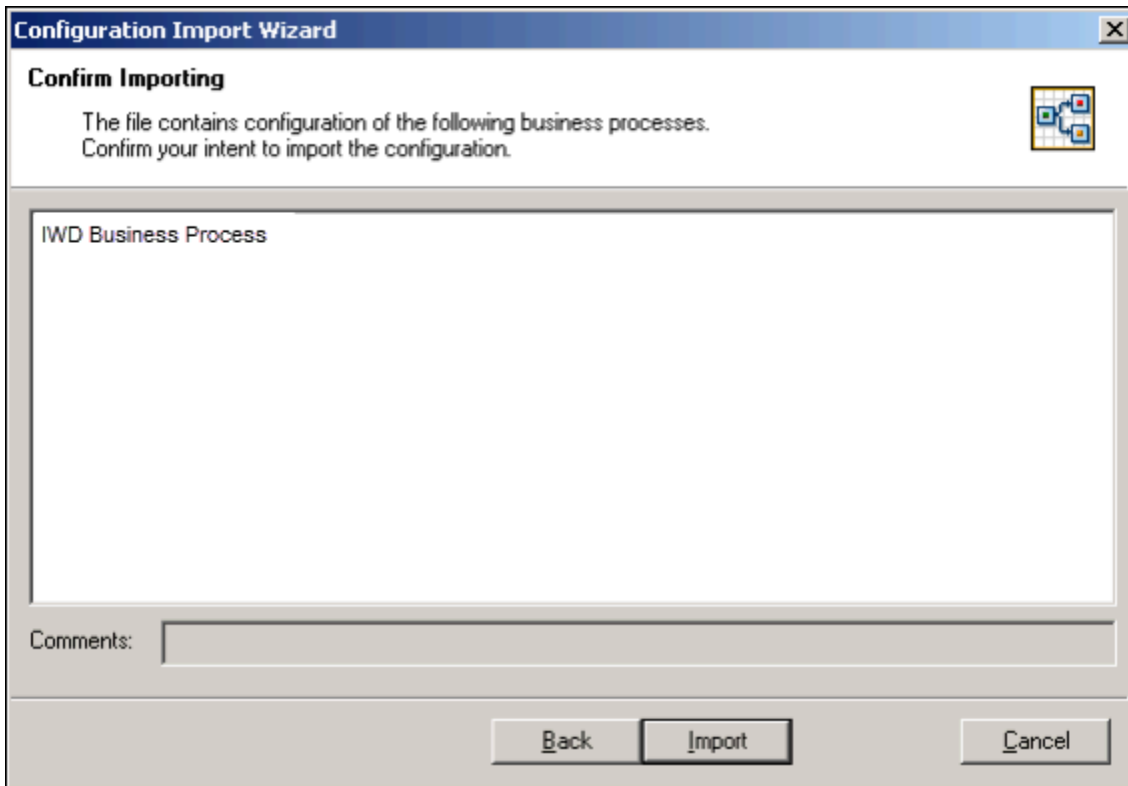 Configuration Import Wizard
Confirm Importing
The file contains configuration of the following business processes.
Confirm your intent to import the configuration.
IWD Business Process
Comments:
Back
Import
Cancel